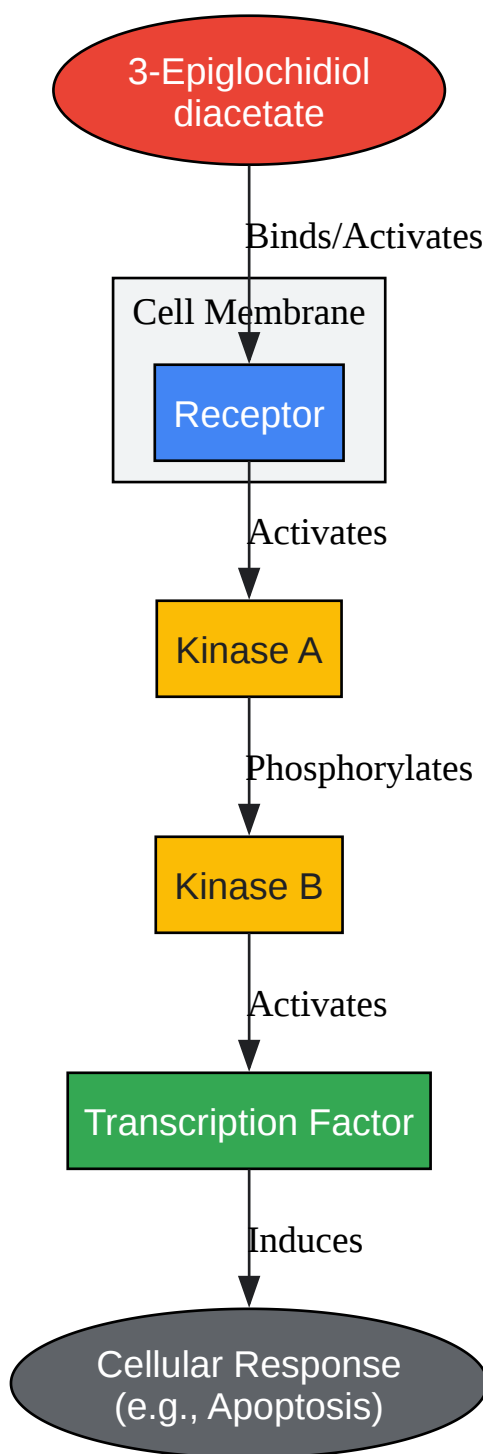 3-Epiglochidiol
diacetate
Binds/Activates
Cell Membrane
Receptor
Activates
Kinase A
Phosphorylates
Kinase B
Activates
Transcription Factor
Induces
Cellular Response
(e.g., Apoptosis)